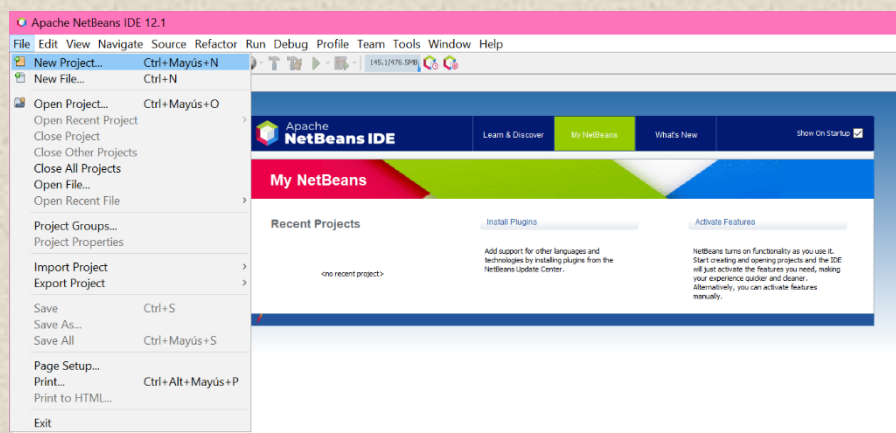 Apache NetBeans IDE 12.1
File Edit View Navigate Source Refactor Run Debug Profile Team Tools Window Help
New Project... Ctrl+Mayús+N
145.1/476.5MB
New File... Ctrl+N
Open Project... Ctrl+Mayús+O
Open Recent Project
Close Project
Close Other Projects
Close All Projects
Open File...
Open Recent File
Project Groups...
Project Properties
Import Project
Export Project
Save Ctrl+S
Save As...
Save All Ctrl+Mayús+S
Page Setup...
Print... Ctrl+Alt+Mayús+P
Print to HTML...
Exit
Apache
NetBeans IDE
Learn & Discover
My NetBeans
What's New
Show On Startup
My NetBeans
Recent Projects
<no recent project>
Install Plugins
Add support for other languages and
technologies by installing plugins from the
NetBeans Update Center.
Activate Features
NetBeans turns on functionality as you use it.
Start creating and opening projects and the IDE
will just activate the features you need, making
your experience quicker and cleaner.
Alternatively, you can activate features
manually.